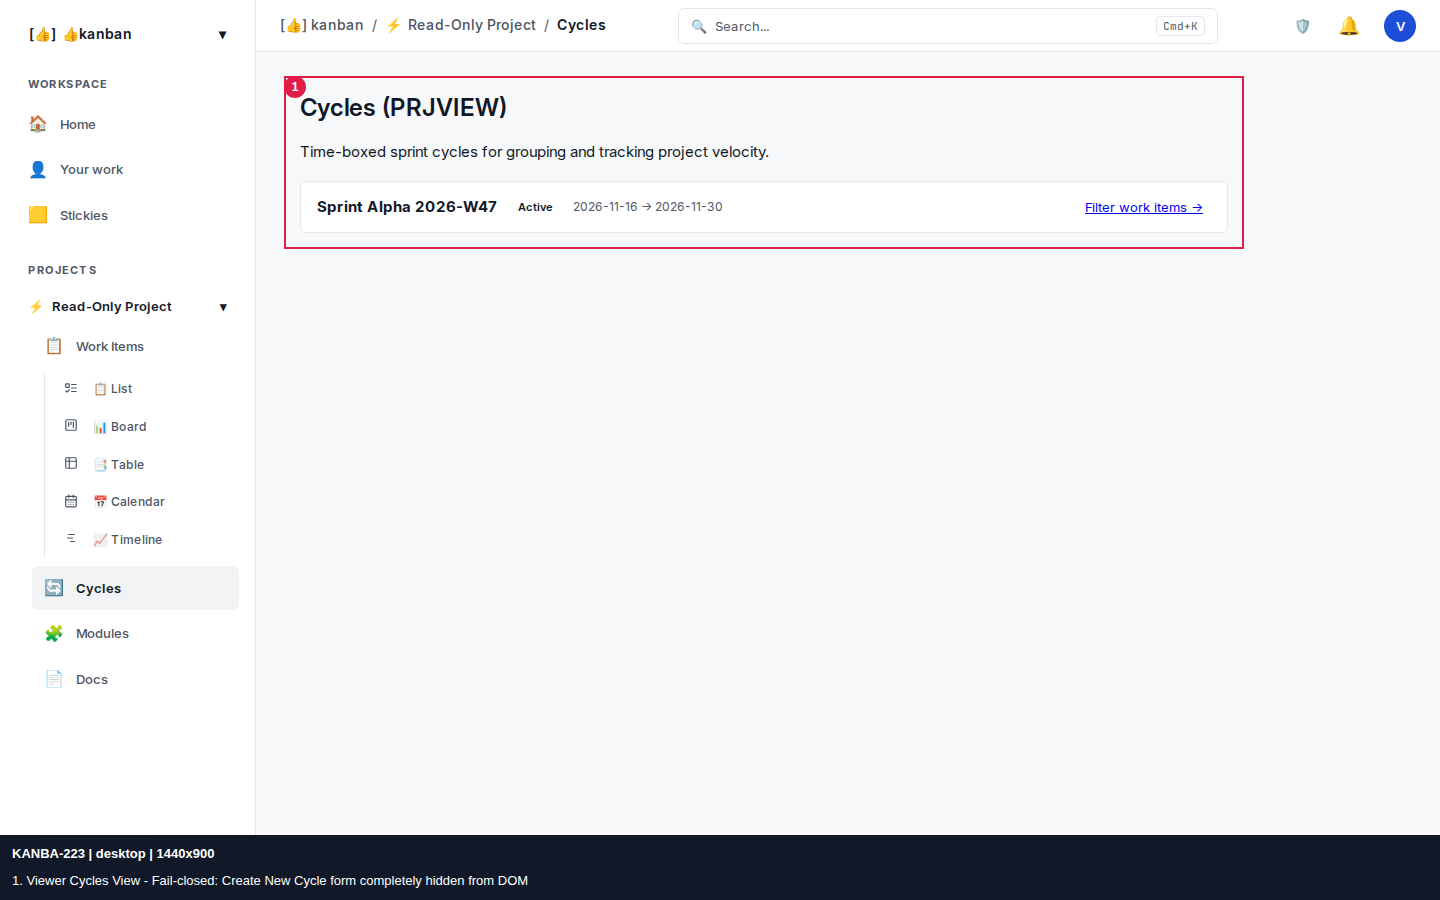 [👍] 👍kanban ▼
WORKSPACE
🏠 Home
👤 Your work
🟨 Stickies
PROJECTS
⚡ Read-Only Project ▼
📋 Work Items
📋 List
📊 Board
📑 Table
📅 Calendar
📈 Timeline
🔄 Cycles
🧩 Modules
📄 Docs
[👍] kanban / ⚡ Read-Only Project / Cycles
🔍 Search... Cmd+K
V
1
Cycles (PRJVIEW)
Time-boxed sprint cycles for grouping and tracking project velocity.
Sprint Alpha 2026-W47 Active 2026-11-16 → 2026-11-30 Filter work items →
KANBA-223 | desktop | 1440x900
1. Viewer Cycles View - Fail-closed: Create New Cycle form completely hidden from DOM